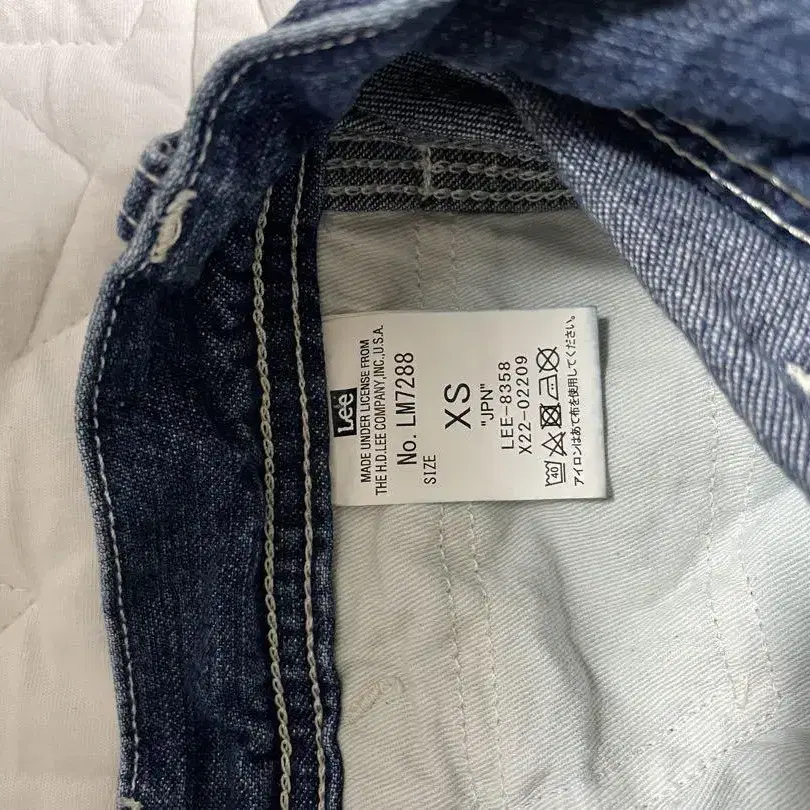 Lee
MADE UNDER LICENSE FROM
THE H.D.LEE COMPANY,INC.,U.S.A.
No. LM7288
SIZE
XS
"JPN"
LEE-8358
X22-02209
40
アイロンはあて布を使用してください。